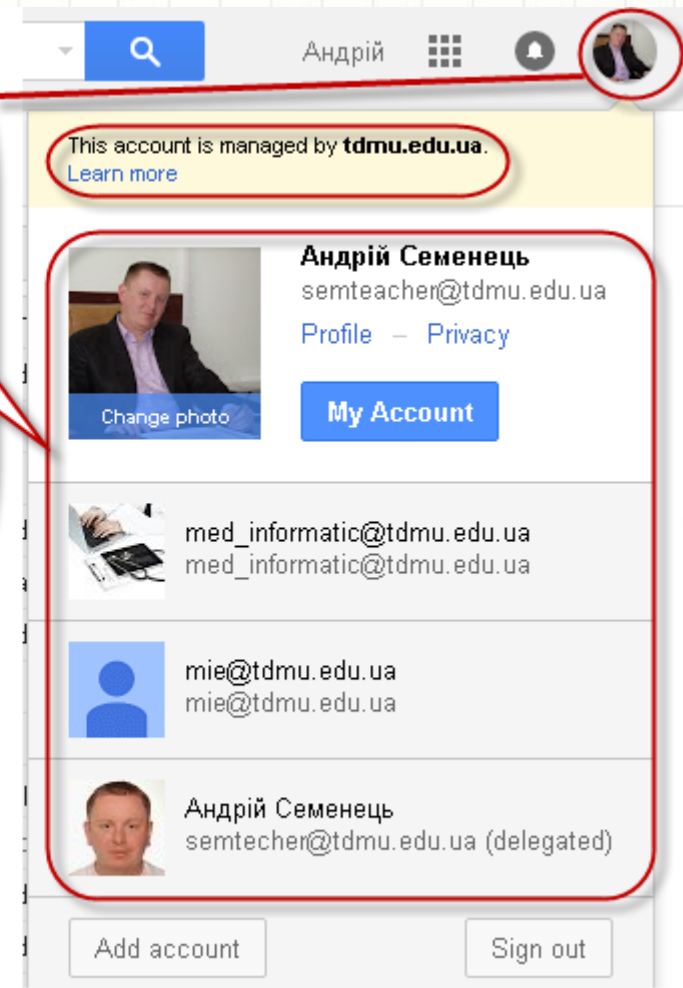 Андрій
This account is managed by tdmu.edu.ua.
Learn more
Андрій Семенець
semteacher@tdmu.edu.ua
Profile – Privacy
Change photo
My Account
med_informatic@tdmu.edu.ua
med_informatic@tdmu.edu.ua
mie@tdmu.edu.ua
mie@tdmu.edu.ua
Андрій Семенець
semtecher@tdmu.edu.ua (delegated)
Add account
Sign out